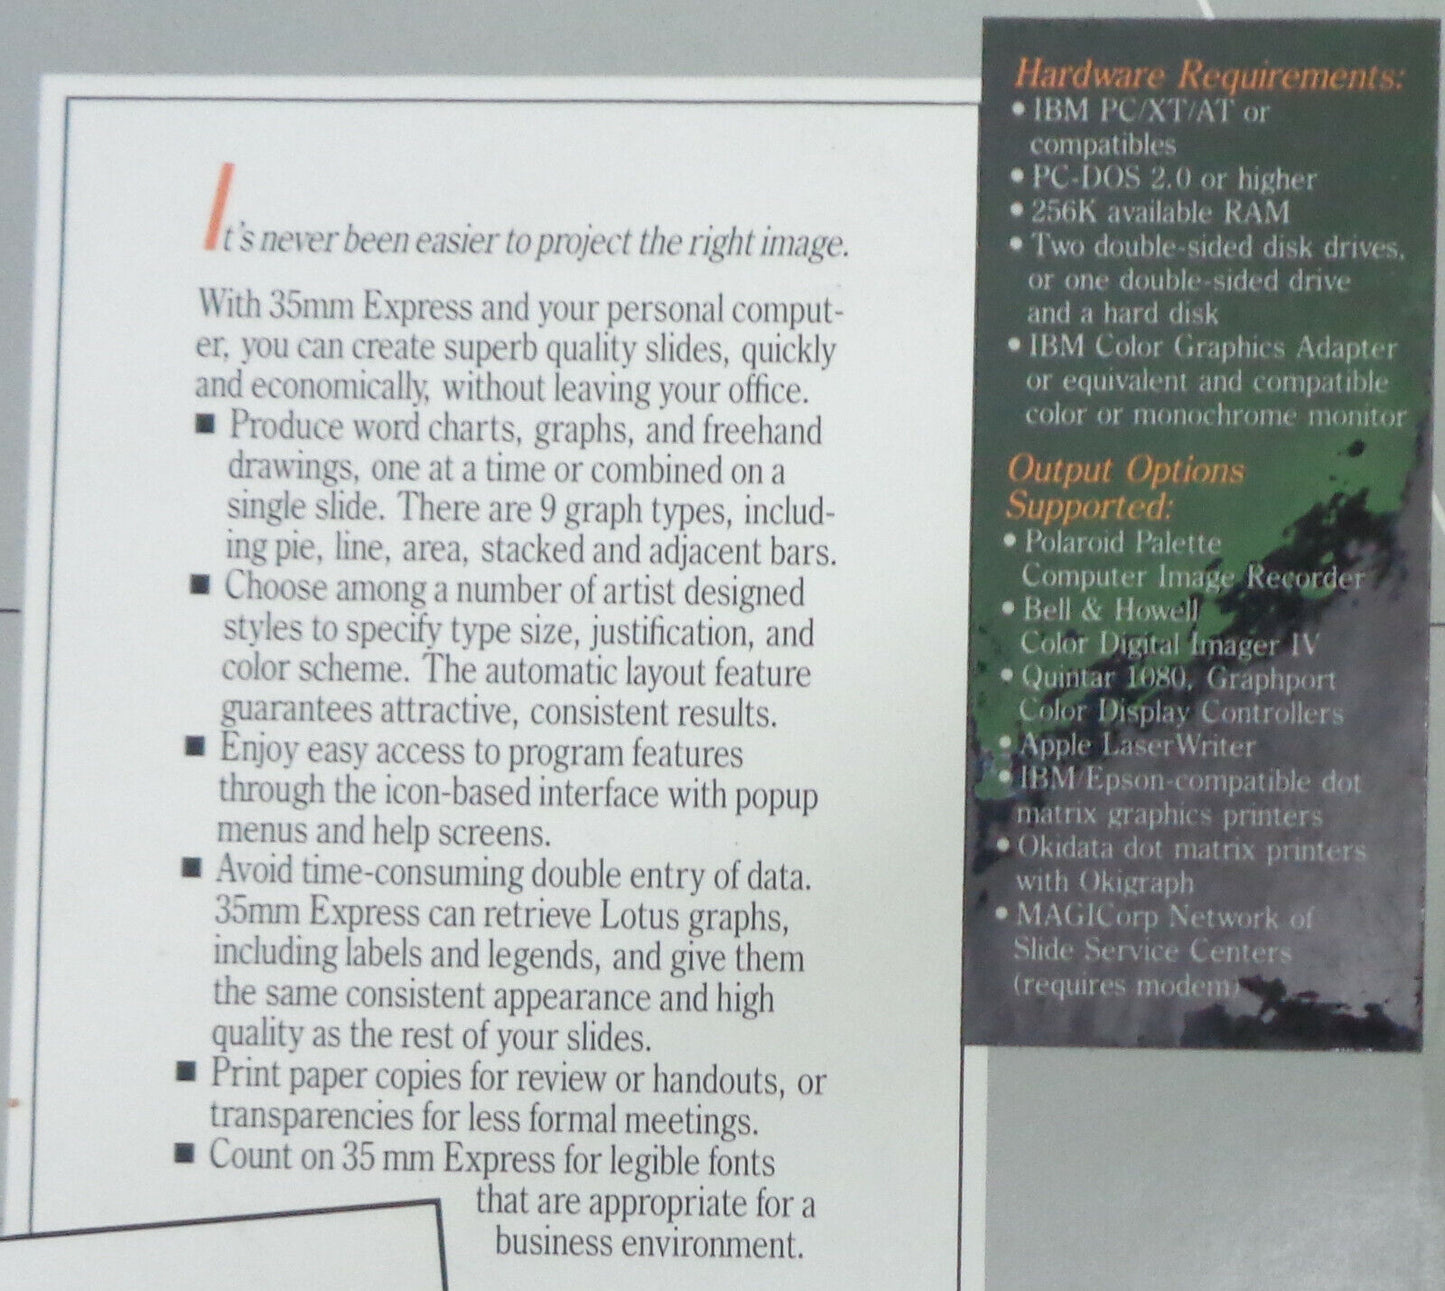 It's never been easier to project the right image.
With 35mm Express and your personal comput-
er, you can create superb quality slides, quickly
and economically, without leaving your office.
■ Produce word charts, graphs, and freehand
drawings, one at a time or combined on a
single slide. There are 9 graph types, includ-
ing pie, line, area, stacked and adjacent bars.
■ Choose among a number of artist designed
styles to specify type size, justification, and
color scheme. The automatic layout feature
guarantees attractive, consistent results.
■ Enjoy easy access to program features
through the icon-based interface with popup
menus and help screens.
■ Avoid time-consuming double entry of data.
35mm Express can retrieve Lotus graphs,
including labels and legends, and give them
the same consistent appearance and high
quality as the rest of your slides.
■ Print paper copies for review or handouts, or
transparencies for less formal meetings.
■ Count on 35 mm Express for legible fonts
that are appropriate for a
business environment.
Hardware Requirements:
• IBM PC/XT/AT or
compatibles
• PC-DOS 2.0 or higher
• 256K available RAM
• Two double-sided disk drives,
or one double-sided drive
and a hard disk
• IBM Color Graphics Adapter
or equivalent and compatible
color or monochrome monitor
Output Options
Supported:
• Polaroid Palette
Computer Image Recorder
• Bell & Howell
Color Digital Imager IV
• Quintar 1080, Graphport
Color Display Controllers
• Apple LaserWriter
• IBM/Epson-compatible dot
matrix graphics printers
• Okidata dot matrix printers
with Okigraph
• MAGICorp Network of
Slide Service Centers
(requires modem)